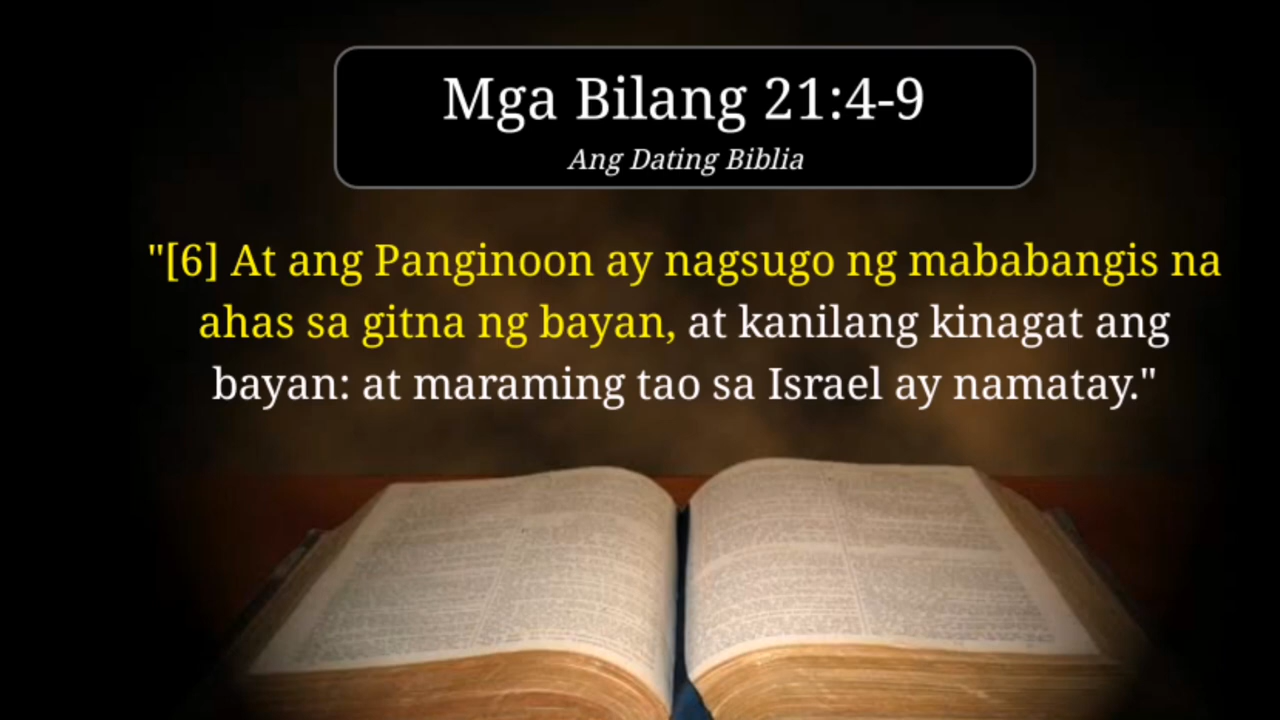 Mga Bilang 21:4-9
Ang Dating Biblia
"[6] At ang Panginoon ay nagsugo ng mababangis na
ahas sa gitna ng bayan, at kanilang kinagat ang
bayan: at maraming tao sa Israel ay namatay."